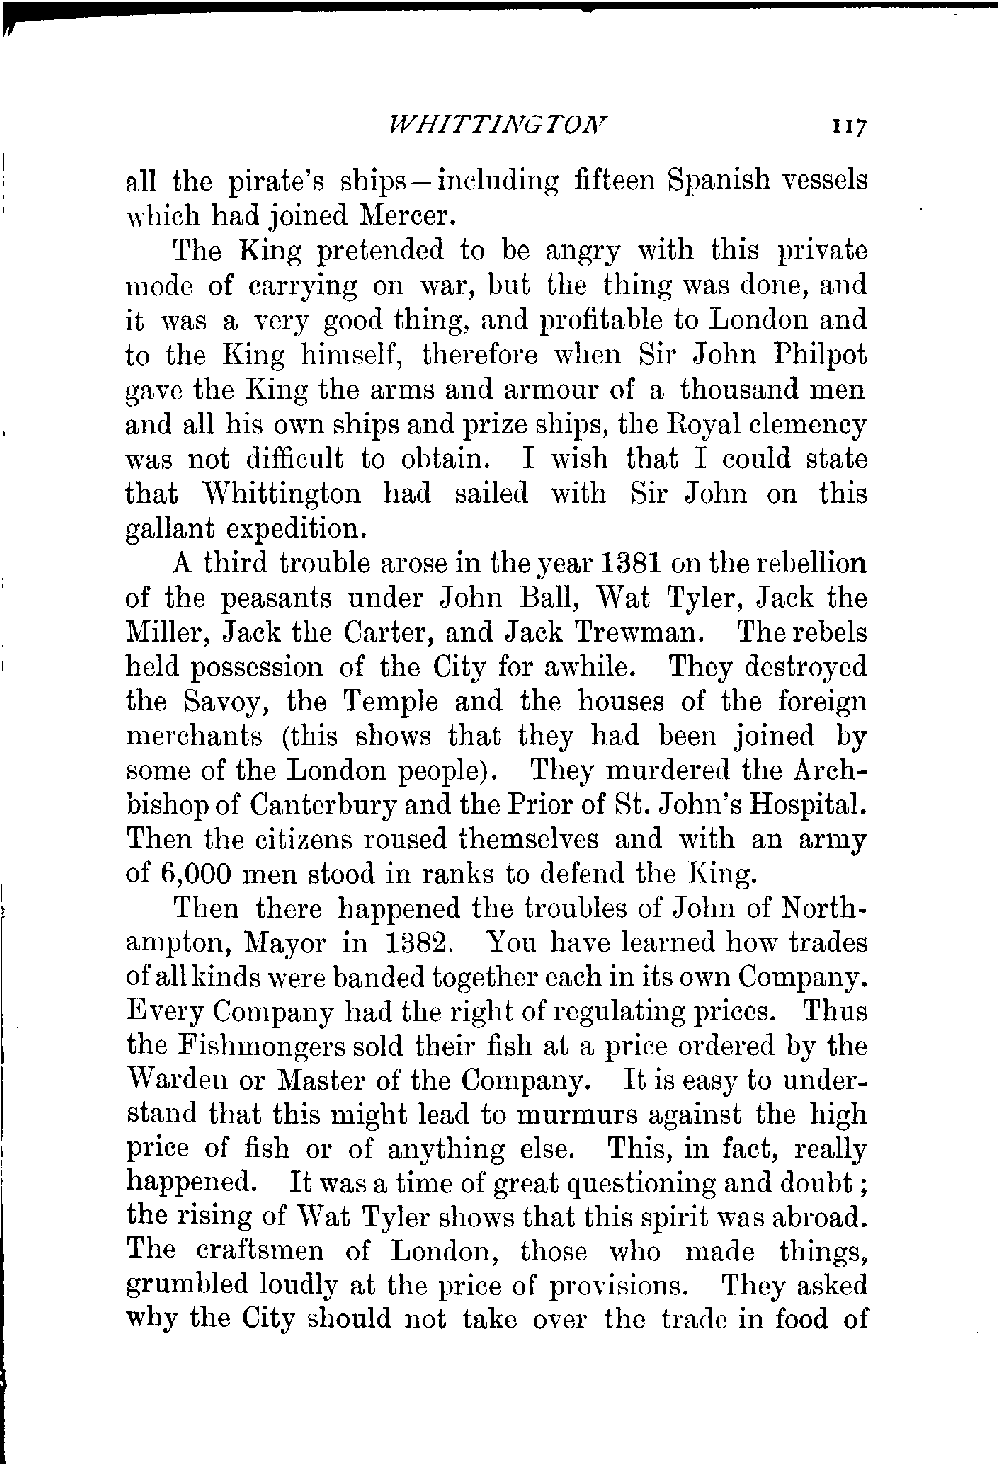 WHITTINGTON 117
all the pirate's ships—including fifteen Spanish vessels
which had joined Mercer.
The King pretended to be angry with this private
mode of carrying on war, but the thing was done, and
it was a very good thing, and profitable to London and
to the King himself, therefore when Sir John Philpot
gave the King the arms and armour of a thousand men
and all his own ships and prize ships, the Royal clemency
was not difficult to obtain. I wish that I could state
that Whittington had sailed with Sir John on this
gallant expedition.
A third trouble arose in the year 1381 on the rebellion
of the peasants under John Ball, Wat Tyler, Jack the
Miller, Jack the Carter, and Jack Trewman. The rebels
held possession of the City for awhile. They destroyed
the Savoy, the Temple and the houses of the foreign
merchants (this shows that they had been joined by
some of the London people). They murdered the Arch-
bishop of Canterbury and the Prior of St. John's Hospital.
Then the citizens roused themselves and with an army
of 6,000 men stood in ranks to defend the King.
Then there happened the troubles of John of North-
ampton, Mayor in 1382. You have learned how trades
of all kinds were banded together each in its own Company.
Every Company had the right of regulating prices. Thus
the Fishmongers sold their fish at a price ordered by the
Warden or Master of the Company. It is easy to under-
stand that this might lead to murmurs against the high
price of fish or of anything else. This, in fact, really
happened. It was a time of great questioning and doubt;
the rising of Wat Tyler shows that this spirit was abroad.
The craftsmen of London, those who made things,
grumbled loudly at the price of provisions. They asked
why the City should not take over the trade in food of